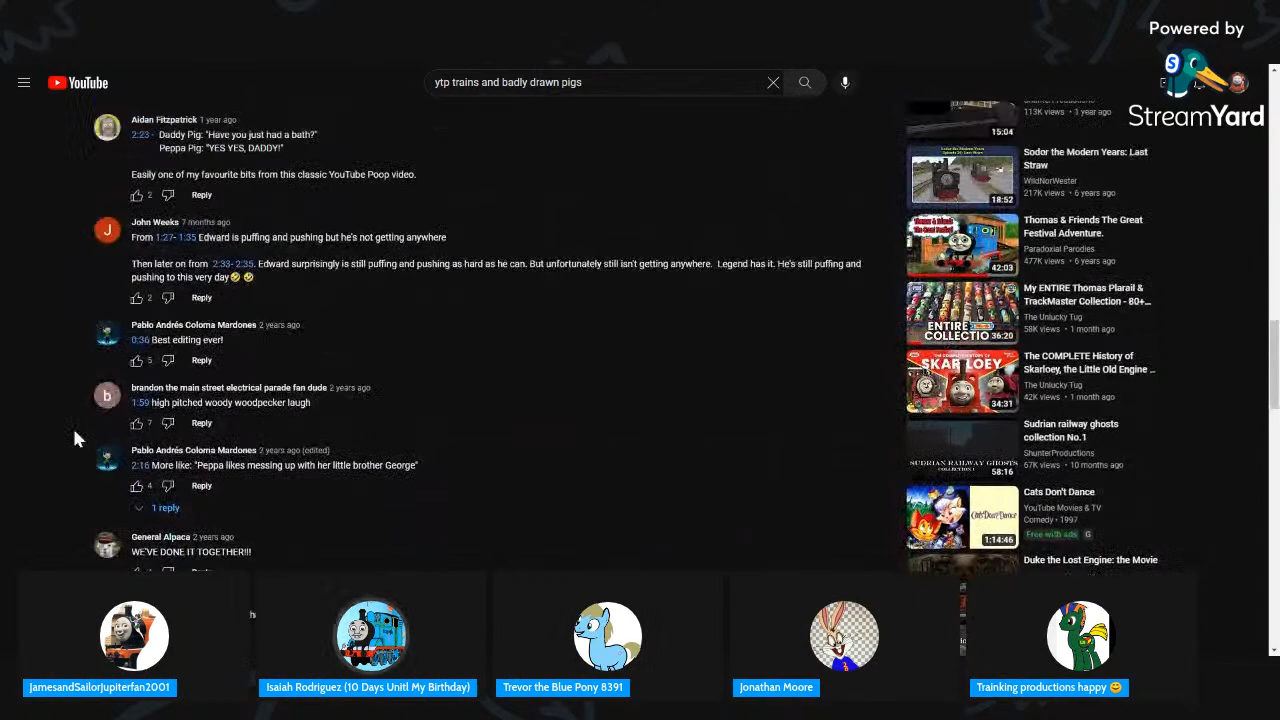 Powered by
StreamYard
YouTube
ytp trains and badly drawn pigs
Aidan Fitzpatrick 1 year ago
2:23 - Daddy Pig: "Have you just had a bath?"
Peppa Pig: "YES YES, DADDY!"
Easily one of my favourite bits from this classic YouTube Poop video.
2 Reply
J
John Weeks 7 months ago
From 1:27- 1:35 Edward is puffing and pushing but he's not getting anywhere
Then later on from 2:33- 2:35. Edward surprisingly is still puffing and pushing as hard as he can. But unfortunately still isn't getting anywhere. Legend has it. He's still puffing and
pushing to this very day🤣 🤣
2 Reply
Pablo Andrés Coloma Mardones 2 years ago
0:36 Best editing ever!
5 Reply
b
brandon the main street electrical parade fan dude 2 years ago
1:59 high pitched woody woodpecker laugh
7 Reply
Pablo Andrés Coloma Mardones 2 years ago (edited)
2:16 More like: "Peppa likes messing up with her little brother George"
4 Reply
1 reply
General Alpaca 2 years ago
WE'VE DONE IT TOGETHER!!!
113K views • 1 year ago
15:04
Sodor the Modern Years: Last
Straw
WildNorWester
217K views • 6 years ago
18:52
Thomas & Friends The Great
Festival Adventure.
Paradoxial Parodies
477K views • 6 years ago
42:03
My ENTIRE Thomas Plarail &
TrackMaster Collection - 80+...
The Unlucky Tug
58K views • 1 month ago
ENTIRE
COLLECTIO
36:20
The COMPLETE History of
Skarloey, the Little Old Engine ...
The Unlucky Tug
42K views • 1 month ago
SKARLOEY
34:31
Sudrian railway ghosts
collection No.1
ShunterProductions
67K views • 10 months ago
SUDRIAN RAILWAY GHOSTS
58:16
Cats Don't Dance
YouTube Movies & TV
Comedy • 1997
Free with ads G
1:14:46
Duke the Lost Engine: the Movie
JamesandSailorJupiterfan2001
Isaiah Rodriguez (10 Days Unitl My Birthday)
Trevor the Blue Pony 8391
Jonathan Moore
Trainking productions happy 😊